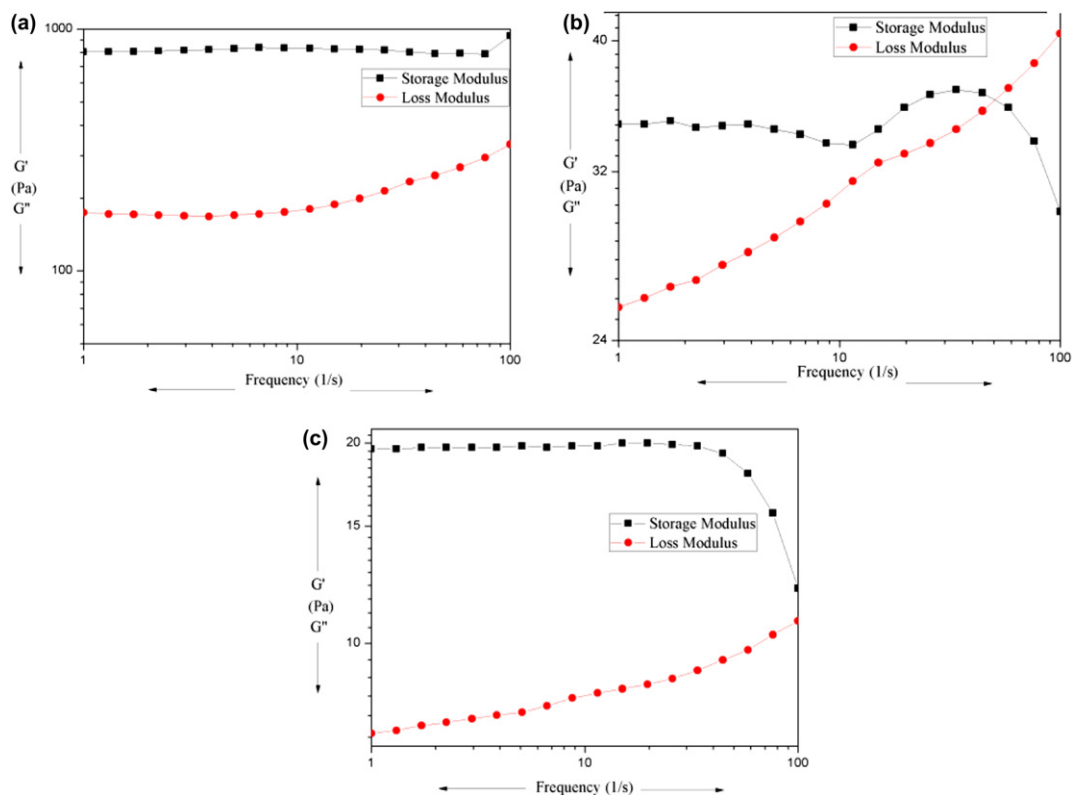 (a)
1000
100
G'
(Pa)
G"
Storage Modulus
Loss Modulus
1
10
100
Frequency (1/s)
(b)
40
32
24
G'
(Pa)
G"
Storage Modulus
Loss Modulus
1
10
100
Frequency (1/s)
(c)
20
15
10
G'
(Pa)
G"
Storage Modulus
Loss Modulus
1
10
100
Frequency (1/s)